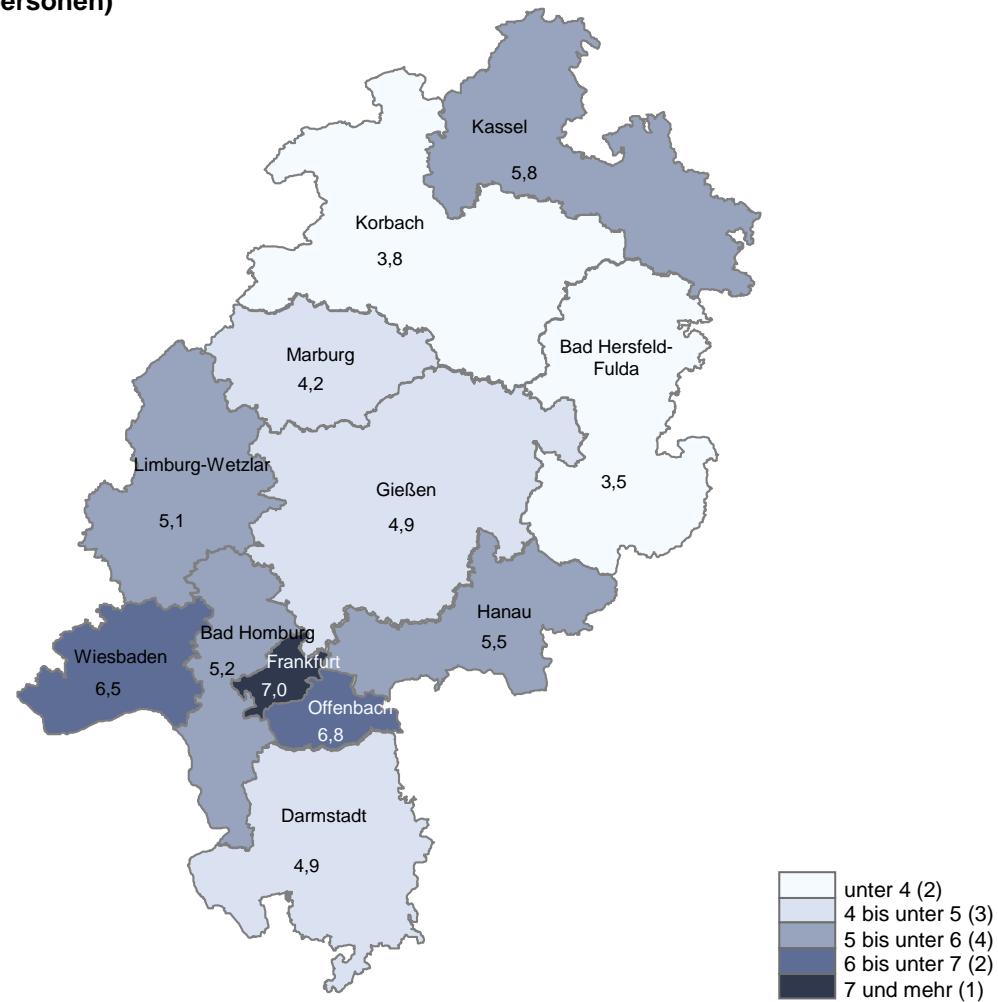 ersonen)
Kassel
5,8
Korbach
3,8
Bad Hersfeld-
Fulda
3,5
Marburg
4,2
Limburg-Wetzlar
5,1
Gießen
4,9
Hanau
5,5
Bad Homburg
5,2
Wiesbaden
6,5
Frankfurt
7,0
Offenbach
6,8
Darmstadt
4,9
unter 4 (2)
4 bis unter 5 (3)
5 bis unter 6 (4)
6 bis unter 7 (2)
7 und mehr (1)